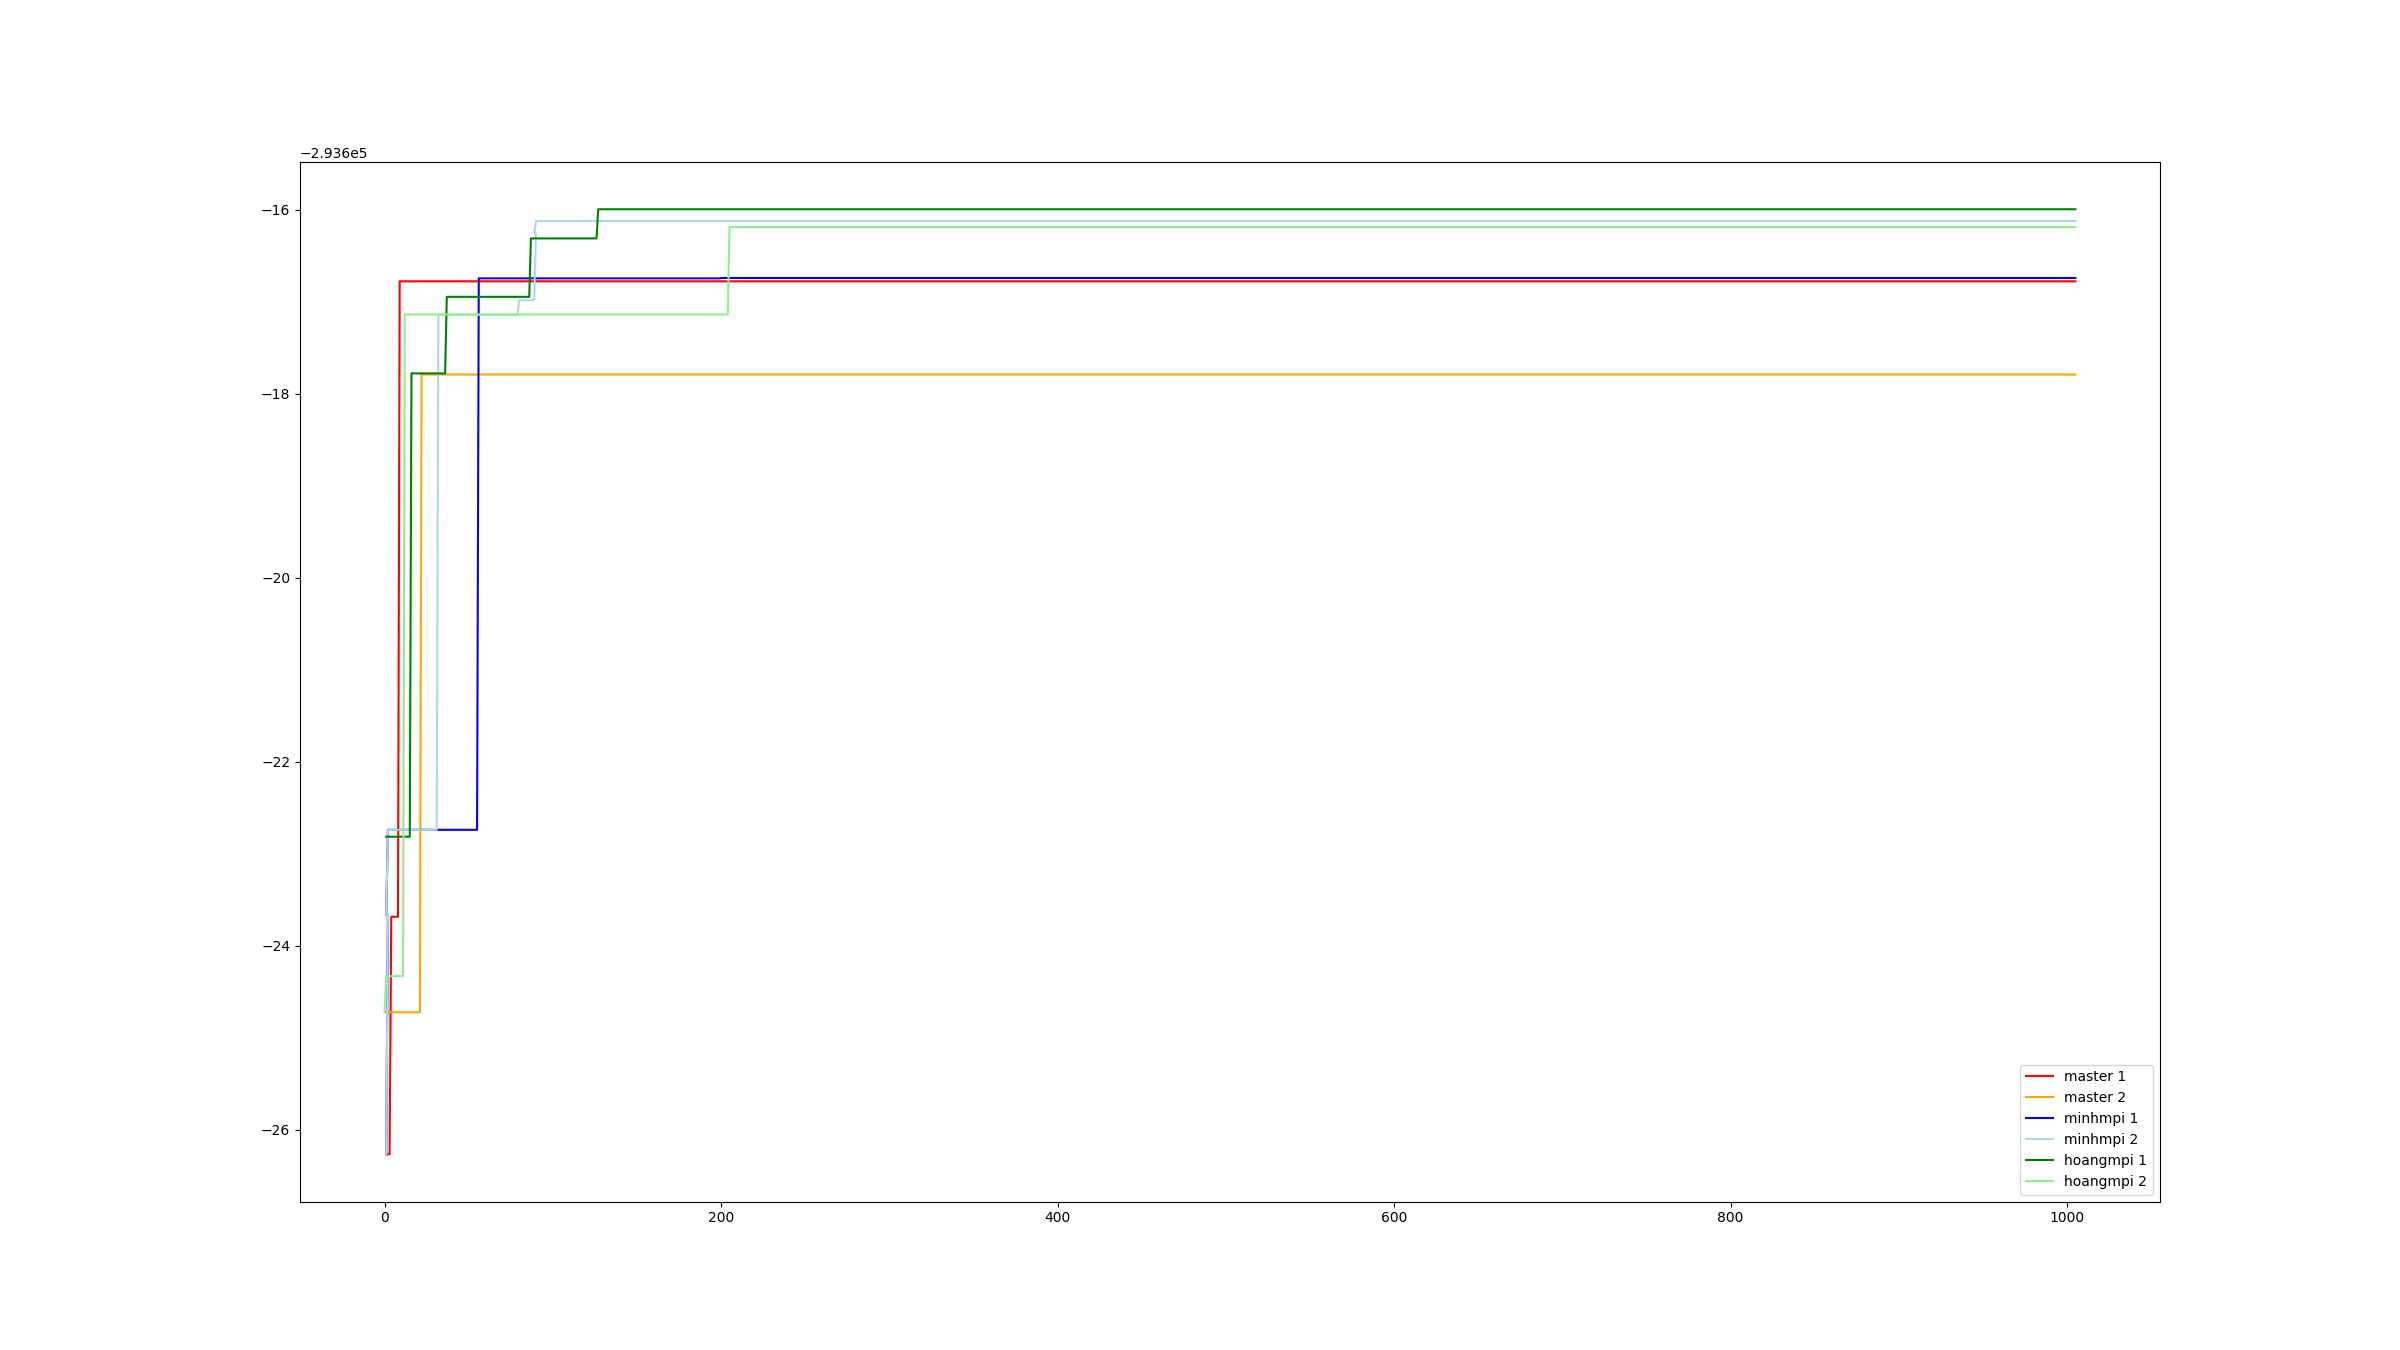 −2.936e5
−16
−18
−20
−22
−24
−26
0 200 400 600 800 1000
master 1
master 2
minhmpi 1
minhmpi 2
hoangmpi 1
hoangmpi 2